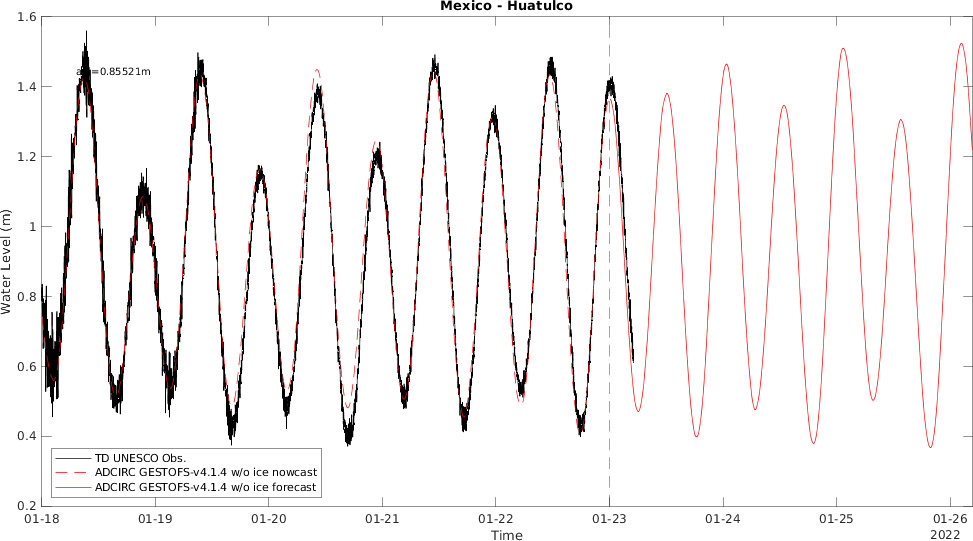 Mexico - Huatulco
1.6
1.4
1.2
1
0.8
0.6
0.4
0.2
Water Level (m)
=0.85521m
TD UNESCO Obs.
ADCIRC GESTOFS-v4.1.4 w/o ice nowcast
ADCIRC GESTOFS-v4.1.4 w/o ice forecast
01-18
01-19
01-20
01-21
01-22
01-23
01-24
01-25
01-26
Time
2022